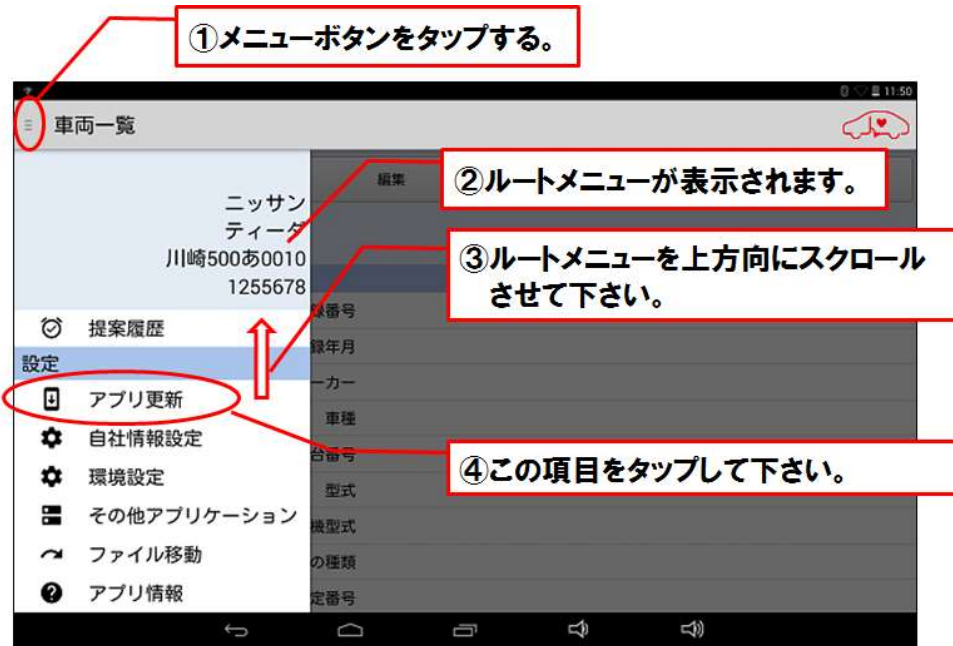 ①メニューボタンをタップする。
11:50
車両一覧
編集
②ルートメニューが表示されます。
ニッサン
ティーダ
川崎500あ0010
1255678
③ルートメニューを上方向にスクロール
させて下さい。
提案履歴
設定
アプリ更新
自社情報設定
環境設定
その他アプリケーション
ファイル移動
アプリ情報
録番号
録年月
ーカー
車種
台番号
型式
機型式
の種類
定番号
④この項目をタップして下さい。